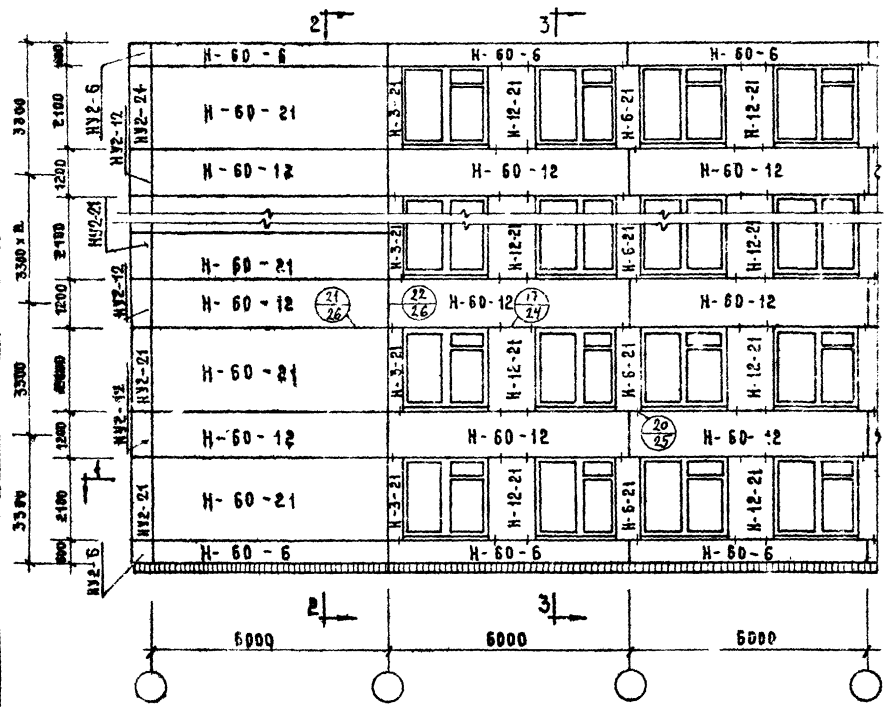 2 3
Н-60-6 Н-60-6 Н-60-6
3300 2100 НУ2-6 НУ2-12 НУ2-21 Н-60-21 Н-3-21 Н-12-21 Н-6-21 Н-12-21
1200 Н-60-12 Н-60-12 Н-60-12
3300 х п. 2100 НУ2-21 Н-60-21 Н-3-21 Н-12-21 Н-6-21 Н-12-21
1200 НУ2-12 Н-60-12 21/26 22/26 Н-60-12 17/24 Н-60-12
3300 НУ2-21 Н-60-21 Н-3-21 Н-12-21 Н-6-21 Н-12-21
1200 НУ2-12 Н-60-12 Н-60-12 20/25 Н-60-12
3300 2100 НУ2-21 Н-60-21 Н-3-21 Н-12-21 Н-6-21 Н-12-21
600 НУ2-6 Н-60-6 Н-60-6 Н-60-6
2 3
6000 6000 6000